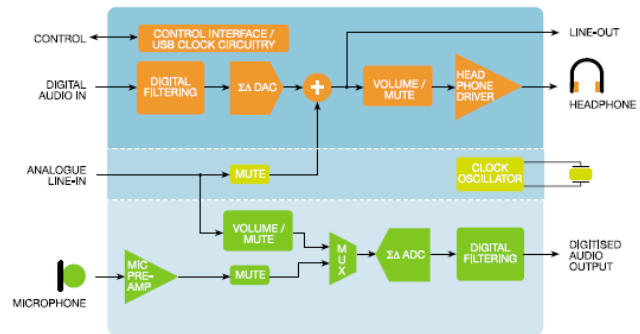 CONTROL
CONTROL INTERFACE /
USB CLOCK CIRCUITRY
LINE-OUT
DIGITAL
AUDIO IN
DIGITAL
FILTERING
ΣΔ DAC
+
VOLUME /
MUTE
HEAD
PHONE
DRIVER
HEADPHONE
ANALOGUE
LINE-IN
MUTE
CLOCK
OSCILLATOR
VOLUME /
MUTE
MIC
PRE-
AMP
MUTE
M
U
X
ΣΔ ADC
DIGITAL
FILTERING
DIGITISED
AUDIO
OUTPUT
MICROPHONE